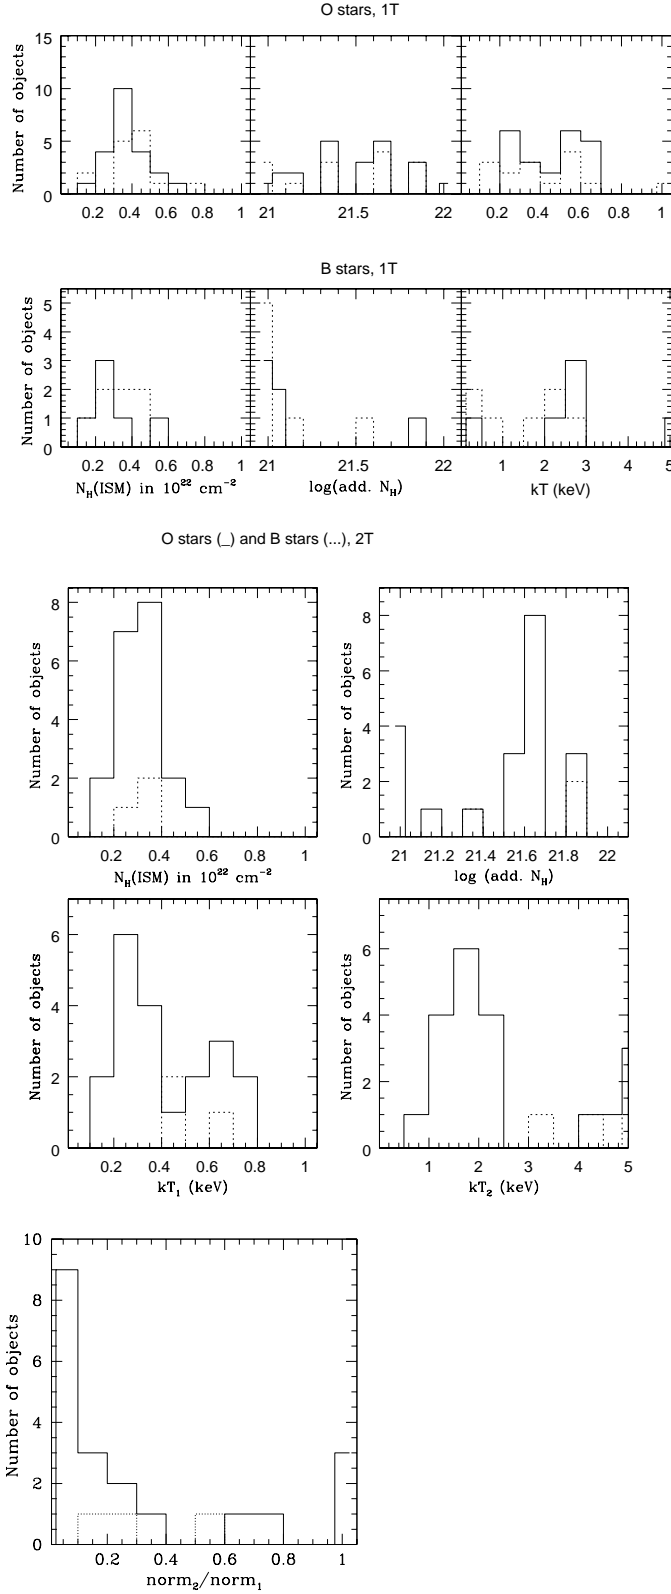 O stars, 1T
Number of objects
15
10
5
0
0.2 0.4 0.6 0.8 1
21 21.5 22
0.2 0.4 0.6 0.8 1
B stars, 1T
Number of objects
5
4
3
2
1
0
0.2 0.4 0.6 0.8 1
21 21.5 22
1 2 3 4 5
N_H(ISM) in 10^22 cm^-2
log(add. N_H)
kT (keV)
O stars (_) and B stars (...), 2T
Number of objects
8
6
4
2
0
0.2 0.4 0.6 0.8 1
N_H(ISM) in 10^22 cm^-2
Number of objects
8
6
4
2
0
21 21.2 21.4 21.6 21.8 22
log (add. N_H)
Number of objects
6
4
2
0
0.2 0.4 0.6 0.8 1
kT_1 (keV)
Number of objects
6
4
2
0
1 2 3 4 5
kT_2 (keV)
Number of objects
10
8
6
4
2
0
0.2 0.4 0.6 0.8 1
norm_2/norm_1